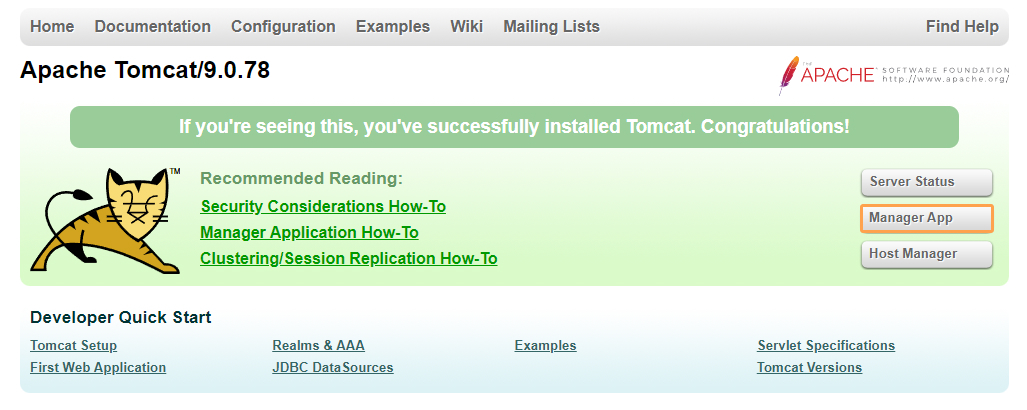 Home Documentation Configuration Examples Wiki Mailing Lists Find Help
Apache Tomcat/9.0.78
THE
APACHE™ SOFTWARE FOUNDATION
http://www.apache.org/
If you're seeing this, you've successfully installed Tomcat. Congratulations!
TM
Recommended Reading:
Security Considerations How-To
Manager Application How-To
Clustering/Session Replication How-To
Server Status
Manager App
Host Manager
Developer Quick Start
Tomcat Setup Realms & AAA Examples Servlet Specifications
First Web Application JDBC DataSources Tomcat Versions